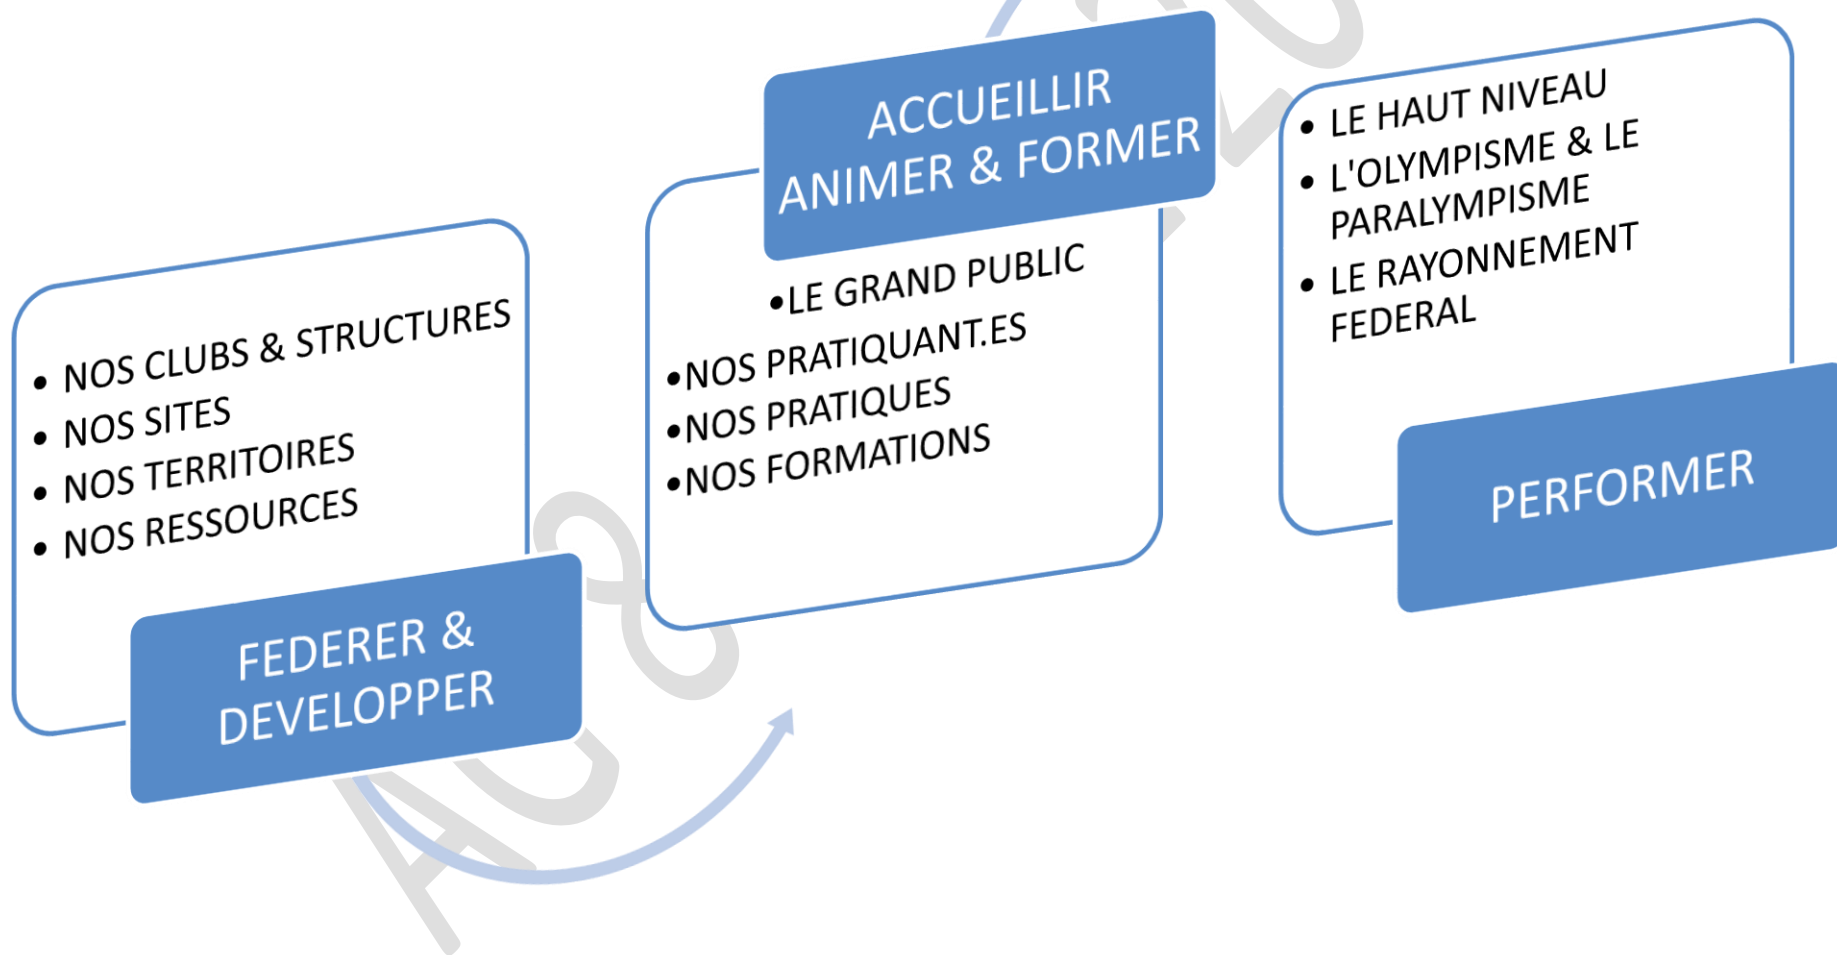 • NOS CLUBS & STRUCTURES
• NOS SITES
• NOS TERRITOIRES
• NOS RESSOURCES
FEDERER &
DEVELOPPER
ACCUEILLIR
ANIMER & FORMER
•LE GRAND PUBLIC
•NOS PRATIQUANT.ES
•NOS PRATIQUES
•NOS FORMATIONS
• LE HAUT NIVEAU
• L'OLYMPISME & LE
PARALYMPISME
• LE RAYONNEMENT
FEDERAL
PERFORMER